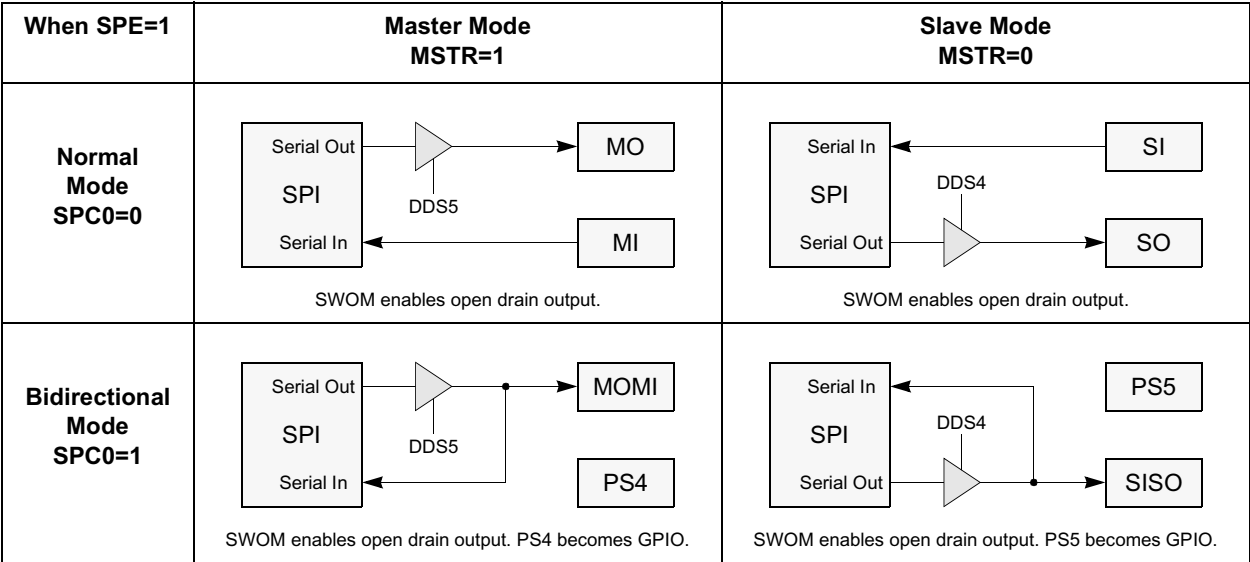 When SPE=1
Master Mode
MSTR=1
Slave Mode
MSTR=0
Normal
Mode
SPC0=0
Serial Out
SPI
Serial In
DDS5
MO
MI
SWOM enables open drain output.
Serial In
SPI
Serial Out
DDS4
SI
SO
SWOM enables open drain output.
Bidirectional
Mode
SPC0=1
Serial Out
SPI
Serial In
DDS5
MOMI
PS4
SWOM enables open drain output. PS4 becomes GPIO.
Serial In
SPI
Serial Out
DDS4
PS5
SISO
SWOM enables open drain output. PS5 becomes GPIO.